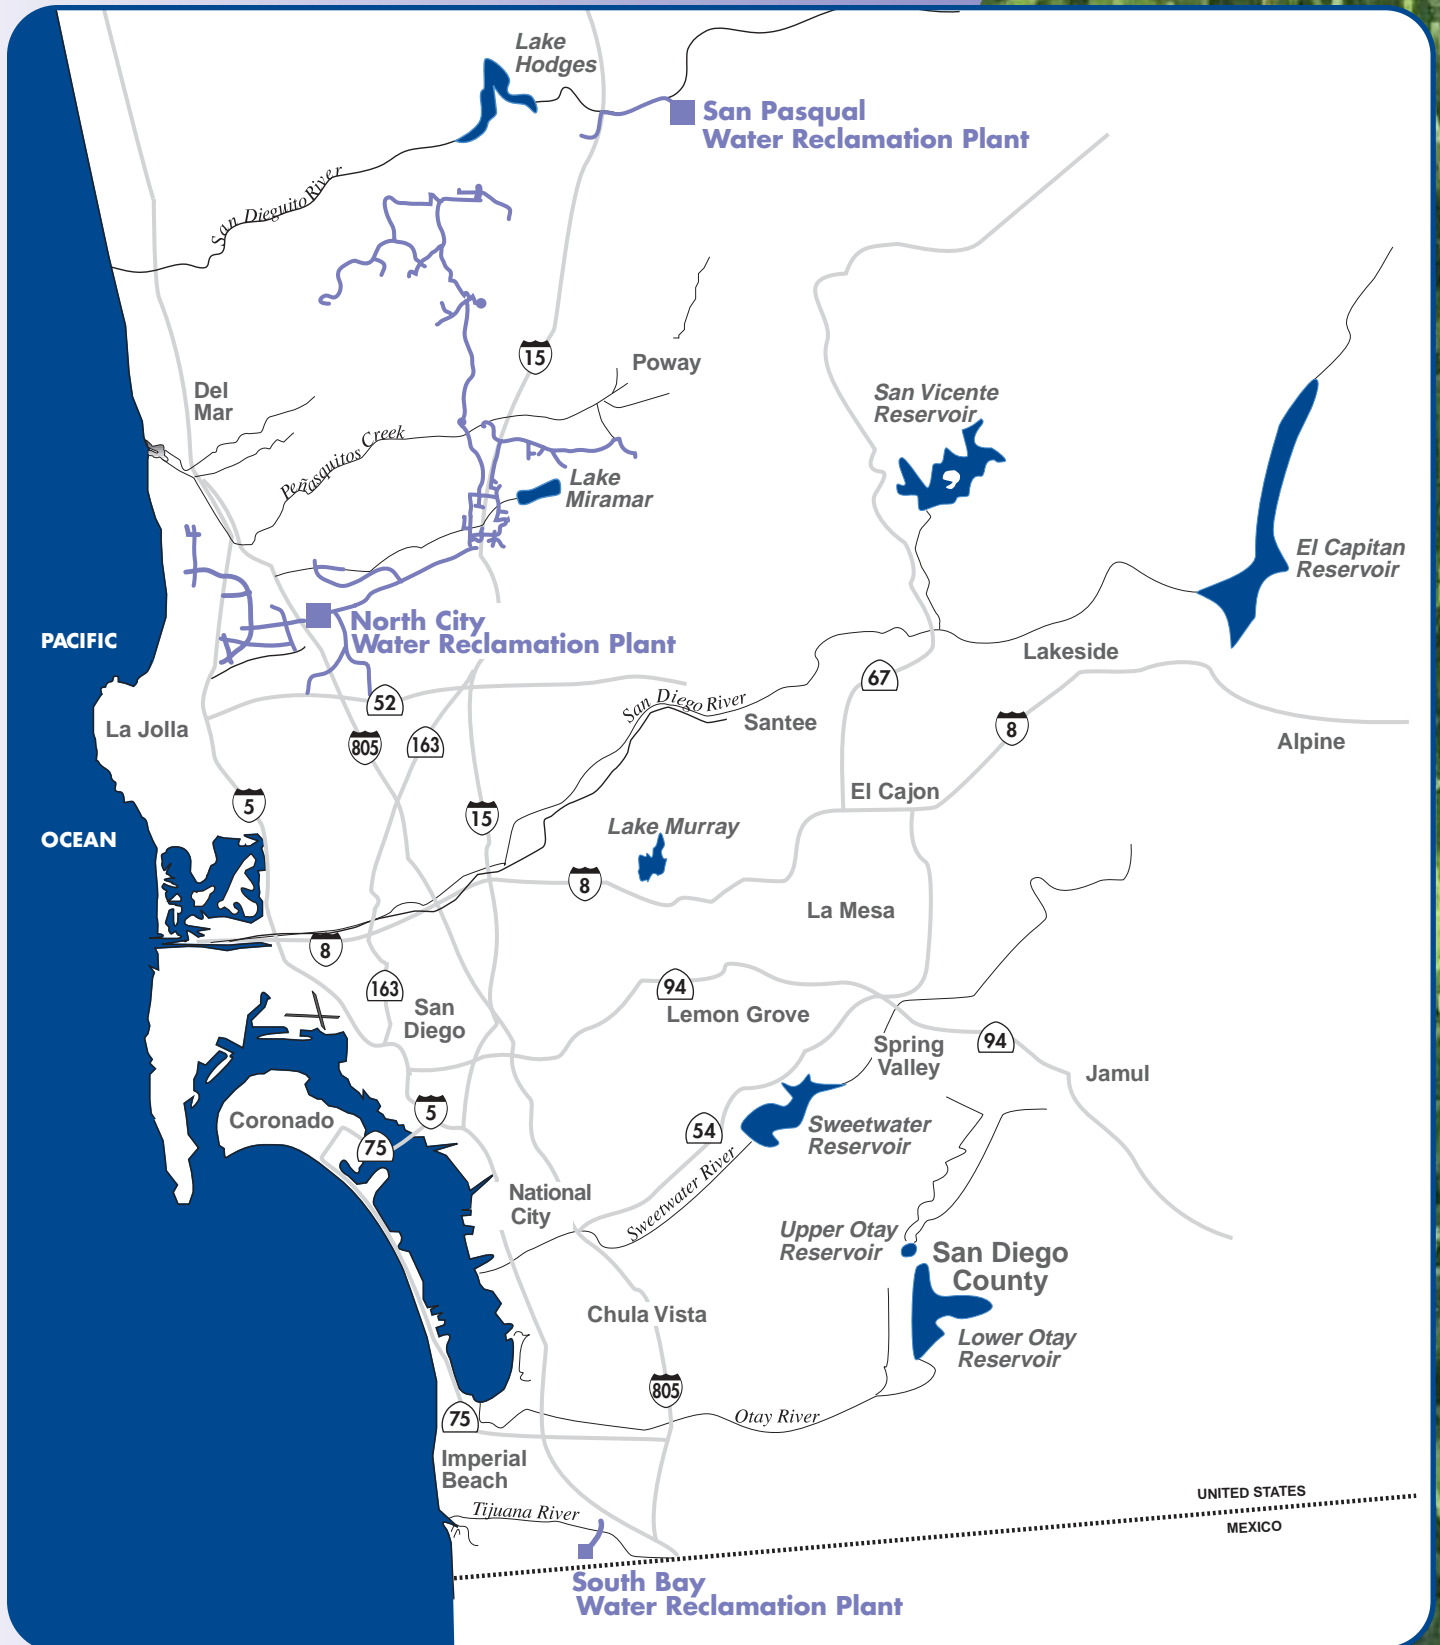 Lake
Hodges
San Pasqual
Water Reclamation Plant
San Dieguito River
15
Poway
Del
Mar
San Vicente
Reservoir
Peñasquitos Creek
Lake
Miramar
El Capitan
Reservoir
North City
Water Reclamation Plant
PACIFIC
Lakeside
67
52
San Diego River
Santee
La Jolla
805
163
8
Alpine
5
15
El Cajon
Lake Murray
OCEAN
8
La Mesa
8
163
94
San
Diego
Lemon Grove
Spring
Valley
94
Jamul
Coronado
5
75
54
Sweetwater
Reservoir
National
City
Sweetwater River
Upper Otay
Reservoir
San Diego
County
Chula Vista
Lower Otay
Reservoir
805
75
Otay River
Imperial
Beach
Tijuana River
UNITED STATES
MEXICO
South Bay
Water Reclamation Plant